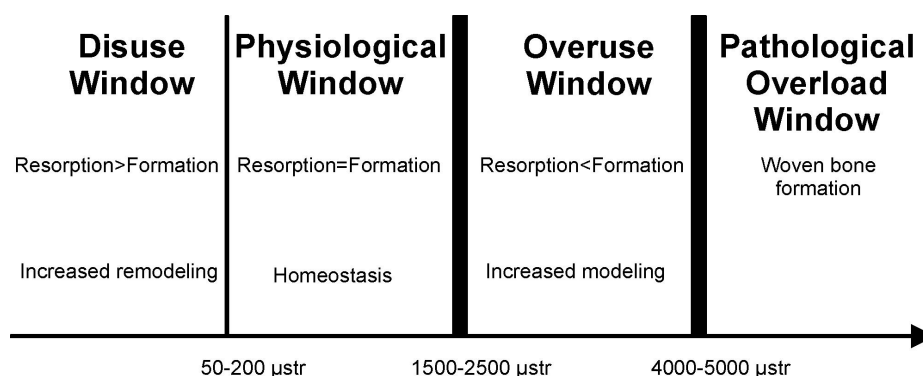 Disuse
Window
Physiological
Window
Overuse
Window
Pathological
Overload
Window
Resorption>Formation
Resorption=Formation
Resorption<Formation
Woven bone
formation
Increased remodeling
Homeostasis
Increased modeling
50-200 µstr
1500-2500 µstr
4000-5000 µstr